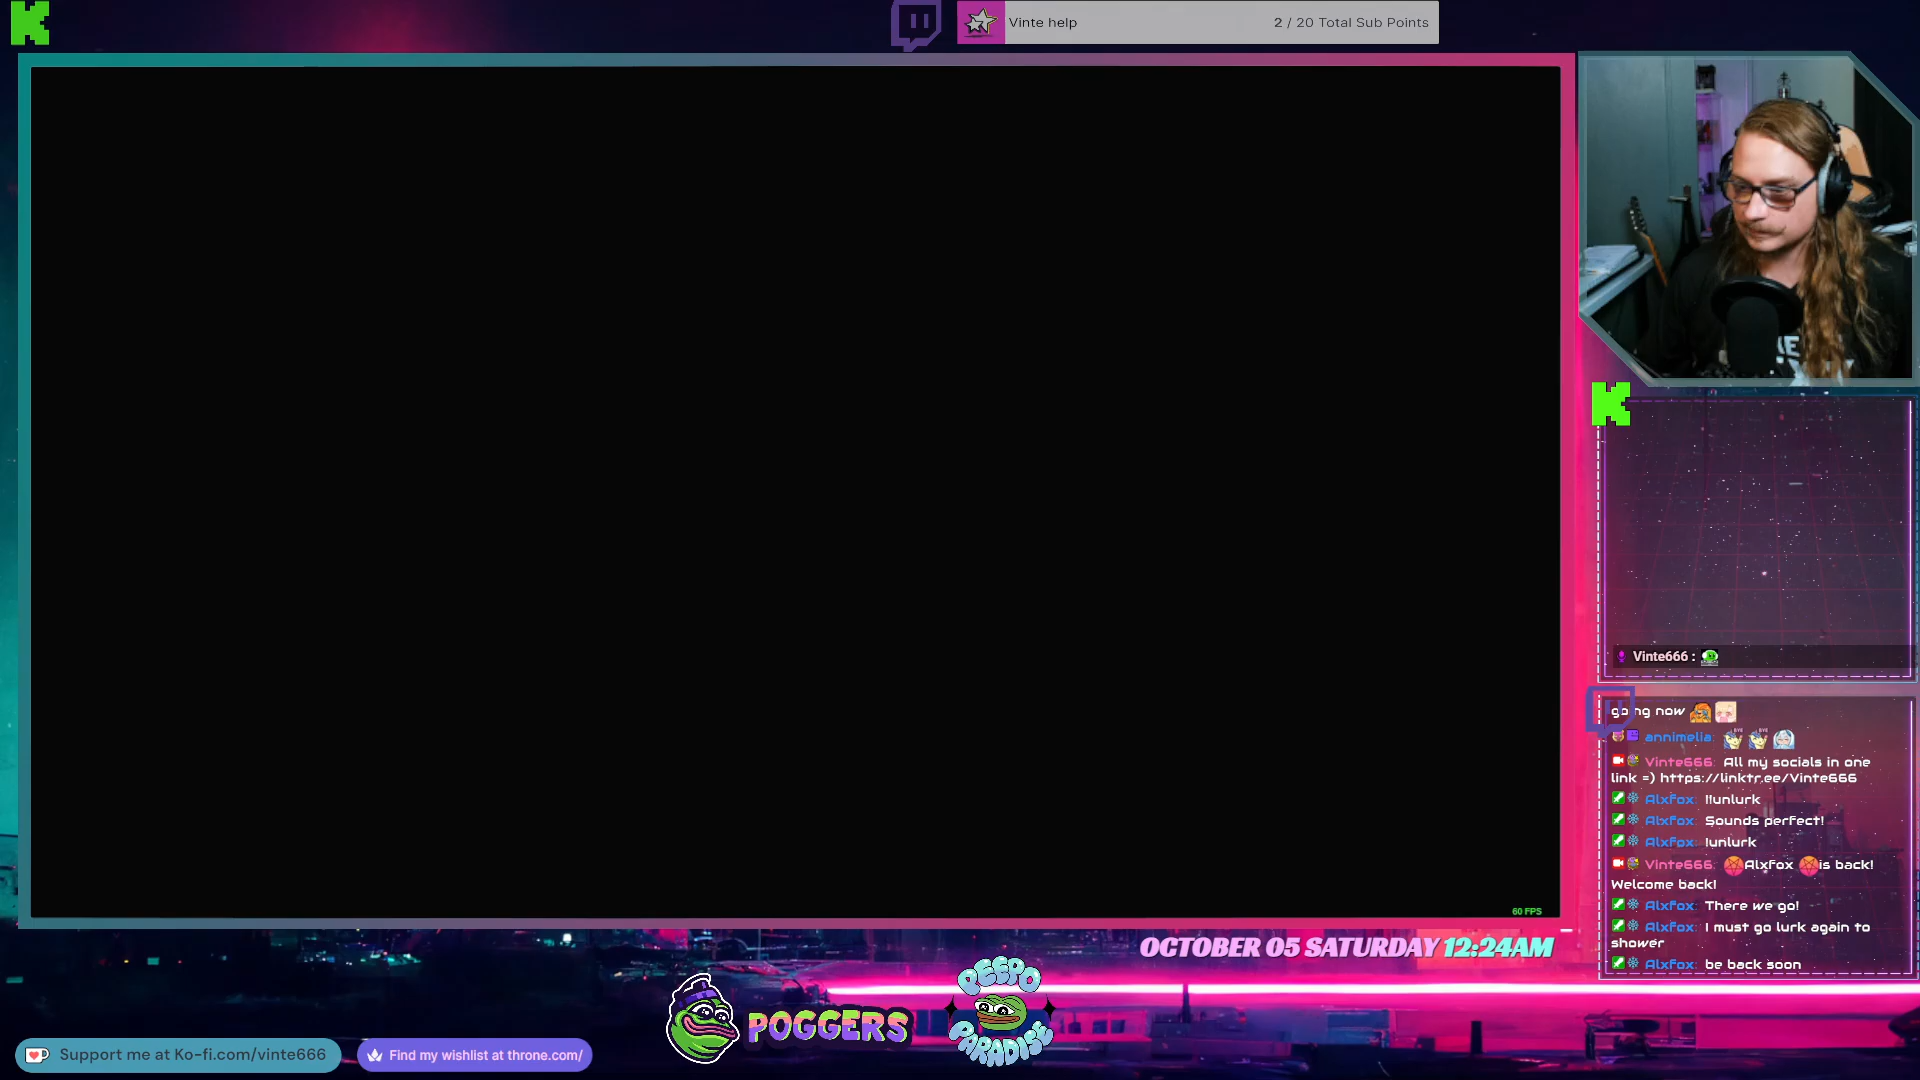 Vinte help
2 / 20 Total Sub Points
60 FPS
Vinte666 :
going now
annimelia:
Vinte666: All my socials in one
link =) https://linktr.ee/Vinte666
AlxFox: !!unlurk
AlxFox: Sounds perfect!
AlxFox: !unlurk
Vinte666: AlxFox is back!
Welcome back!
AlxFox: There we go!
AlxFox: I must go lurk again to
shower
AlxFox: be back soon
OCTOBER 05 SATURDAY 12:24AM
POGGERS
PEEPO
PARADISE
Support me at Ko-fi.com/vinte666
Find my wishlist at throne.com/